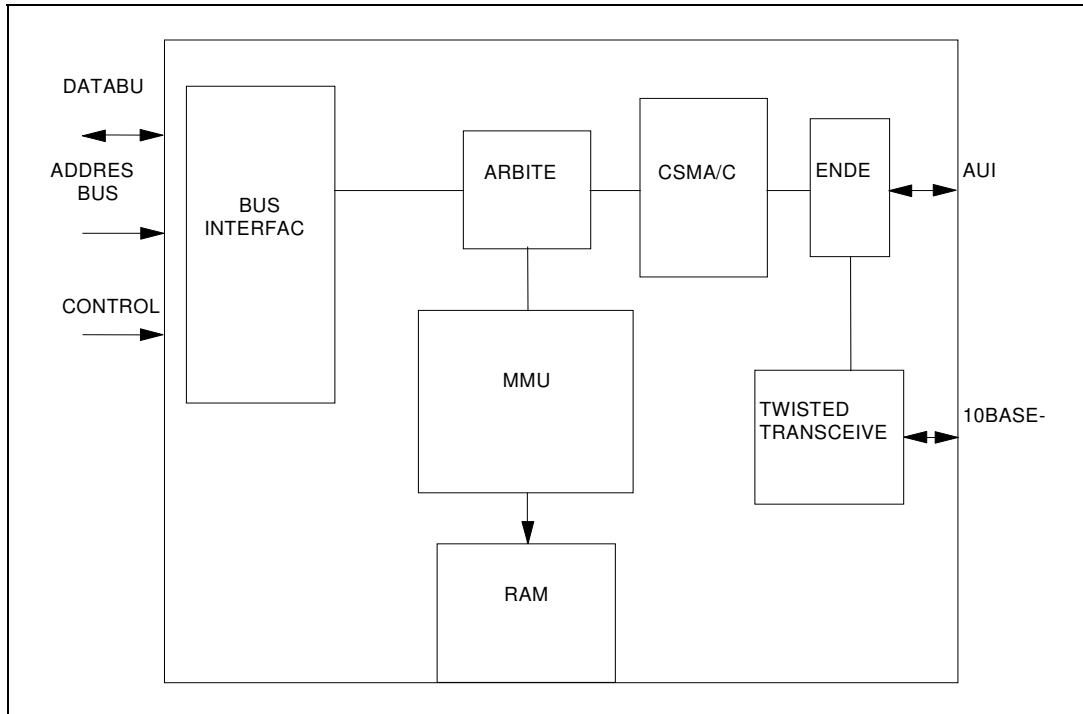 DATABU
ADDRES
BUS
CONTROL
BUS
INTERFAC
ARBITE
CSMA/C
ENDE
AUI
MMU
TWISTED
TRANSCEIVE
10BASE-
RAM